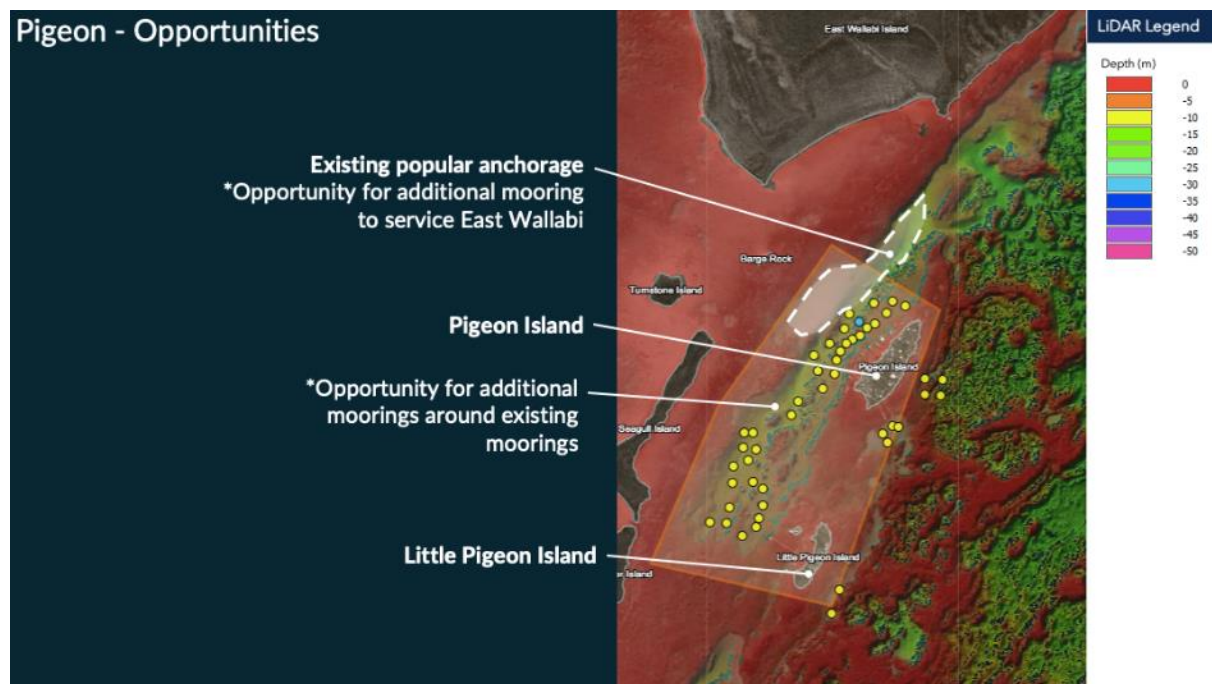 Pigeon - Opportunities
Existing popular anchorage
*Opportunity for additional mooring
to service East Wallabi
Pigeon Island
*Opportunity for additional
moorings around existing
moorings
Little Pigeon Island
East Wallabi Island
Barge Rock
Turnstone Island
Pigeon Island
Seagull Island
Little Pigeon Island
er Island
LiDAR Legend
Depth (m)
0
-5
-10
-15
-20
-25
-30
-35
-40
-45
-50